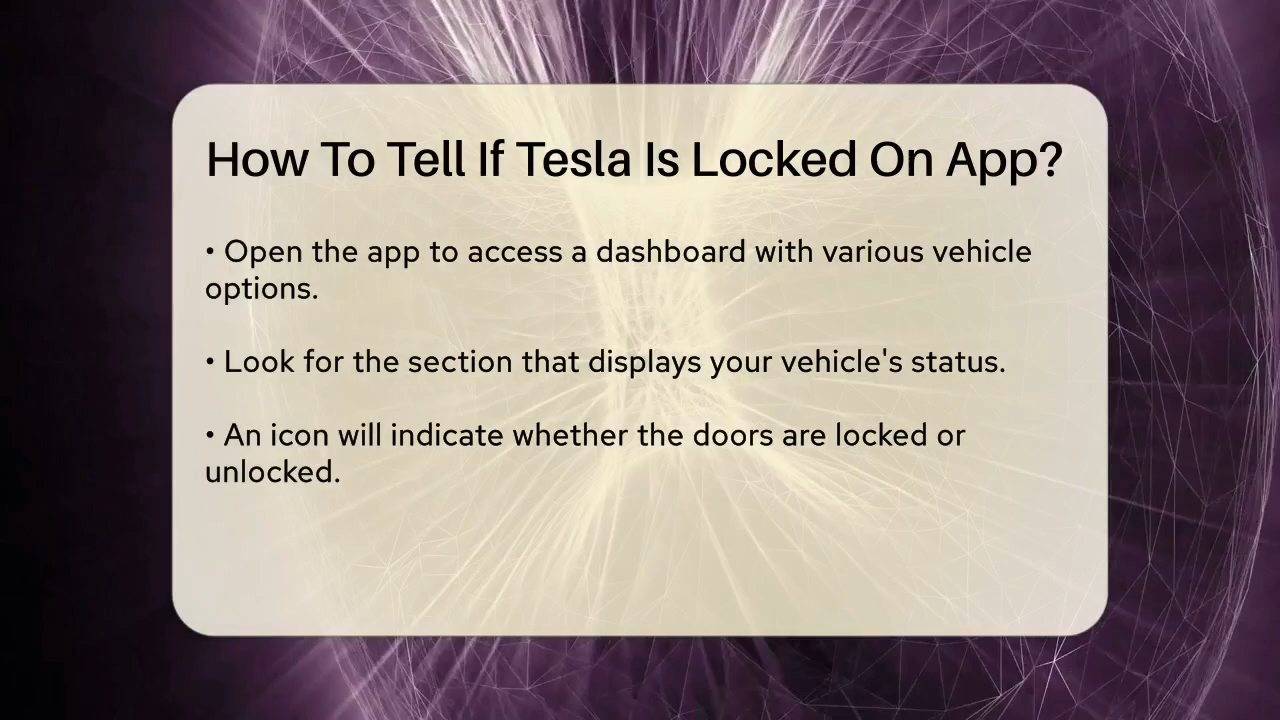 How To Tell If Tesla Is Locked On App?
• Open the app to access a dashboard with various vehicle
options.
• Look for the section that displays your vehicle's status.
• An icon will indicate whether the doors are locked or
unlocked.